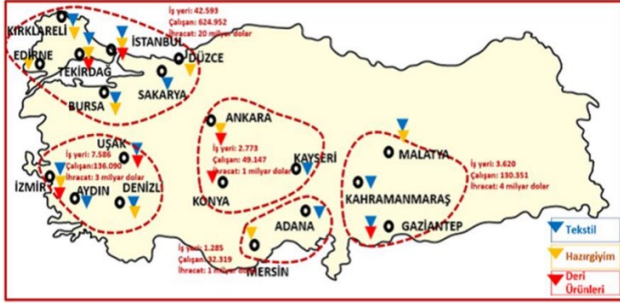 İş yeri: 42.593
Çalışan: 624.952
İhracat: 20 milyar dolar
KIRKLARELİ
İSTANBUL
EDİRNE
TEKİRDAĞ
DÜZCE
SAKARYA
BURSA
ANKARA
İş yeri: 2.773
Çalışan: 49.147
İhracat: 1 milyar dolar
KAYSERİ
KONYA
UŞAK
İş yeri: 7.586
Çalışan:136.090
İhracat: 3 milyar dolar
İZMİR
AYDIN
DENİZLİ
MALATYA
İş yeri: 3.620
Çalışan: 130.351
İhracat: 4 milyar dolar
KAHRAMANMARAŞ
GAZİANTEP
ADANA
İş yeri: 1.285
Çalışan: 32.319
İhracat: 1 milyar dolar
MERSİN
Tekstil
Hazırgiyim
Deri
Ürünleri